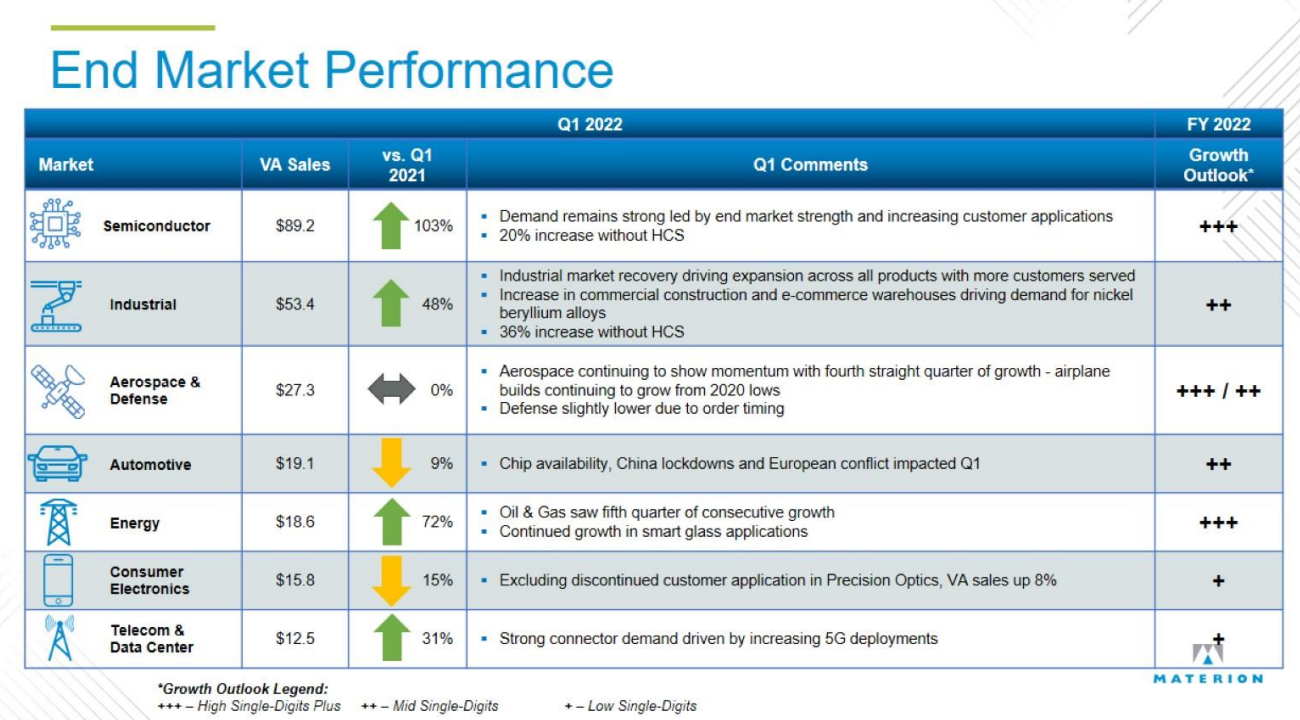 End Market Performance
Q1 2022
FY 2022
Market
VA Sales
vs. Q1
2021
Q1 Comments
Growth
Outlook*
Semiconductor
$89.2
103%
▪ Demand remains strong led by end market strength and increasing customer applications
▪ 20% increase without HCS
+++
Industrial
$53.4
48%
▪ Industrial market recovery driving expansion across all products with more customers served
▪ Increase in commercial construction and e-commerce warehouses driving demand for nickel
beryllium alloys
▪ 36% increase without HCS
++
Aerospace &
Defense
$27.3
0%
▪ Aerospace continuing to show momentum with fourth straight quarter of growth - airplane
builds continuing to grow from 2020 lows
▪ Defense slightly lower due to order timing
+++ / ++
Automotive
$19.1
9%
▪ Chip availability, China lockdowns and European conflict impacted Q1
++
Energy
$18.6
72%
▪ Oil & Gas saw fifth quarter of consecutive growth
▪ Continued growth in smart glass applications
+++
Consumer
Electronics
$15.8
15%
▪ Excluding discontinued customer application in Precision Optics, VA sales up 8%
+
Telecom &
Data Center
$12.5
31%
▪ Strong connector demand driven by increasing 5G deployments
+
MATERION
*Growth Outlook Legend:
+++ – High Single-Digits Plus ++ – Mid Single-Digits + – Low Single-Digits